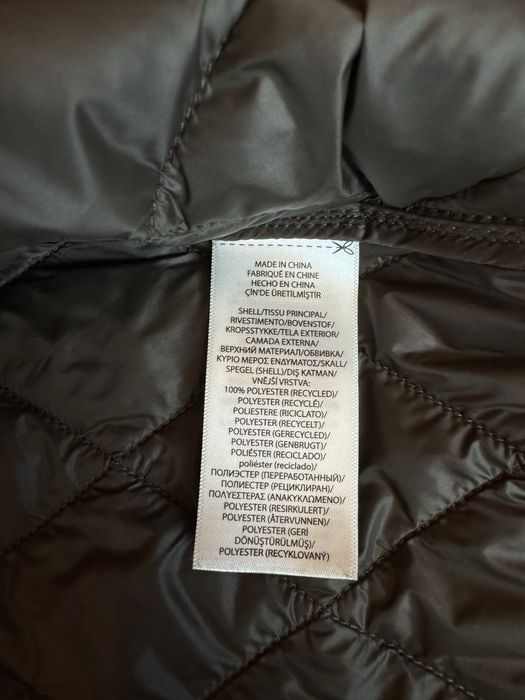 MADE IN CHINA
FABRIQUÉ EN CHINE
HECHO EN CHINA
ÇİN'DE ÜRETİLMİŞTİR
SHELL/TISSU PRINCIPAL/
RIVESTIMENTO/BOVENSTOF/
KROPSSTYKKE/TELA EXTERIOR/
CAMADA EXTERNA/
ВЕРХНИЙ МАТЕРИАЛ/ОБВИВКА/
ΚΥΡΙΟ ΜΕΡΟΣ ΕΝΔΥΜΑΤΟΣ/SKALL/
SPEGEL (SHELL)/DIŞ KATMAN/
VNĚJŠÍ VRSTVA:
100% POLYESTER (RECYCLED)/
POLYESTER (RECYCLÉ)/
POLIESTERE (RICICLATO)/
POLYESTER (RECYCELT)/
POLYESTER (GERECYCLED)/
POLYESTER (GENBRUGT)/
POLIÉSTER (RECICLADO)/
poliéster (reciclado)/
ПОЛИЭСТЕР (ПЕРЕРАБОТАННЫЙ)/
ПОЛИЕСТЕР (РЕЦИКЛИРАН)/
ΠΟΛΥΕΣΤΕΡΑΣ (ΑΝΑΚΥΚΛΩΜΕΝΟ)/
POLYESTER (RESIRKULERT)/
POLYESTER (ÅTERVUNNEN)/
POLYESTER (GERİ
DÖNÜŞTÜRÜLMÜŞ)/
POLYESTER (RECYKLOVANÝ)